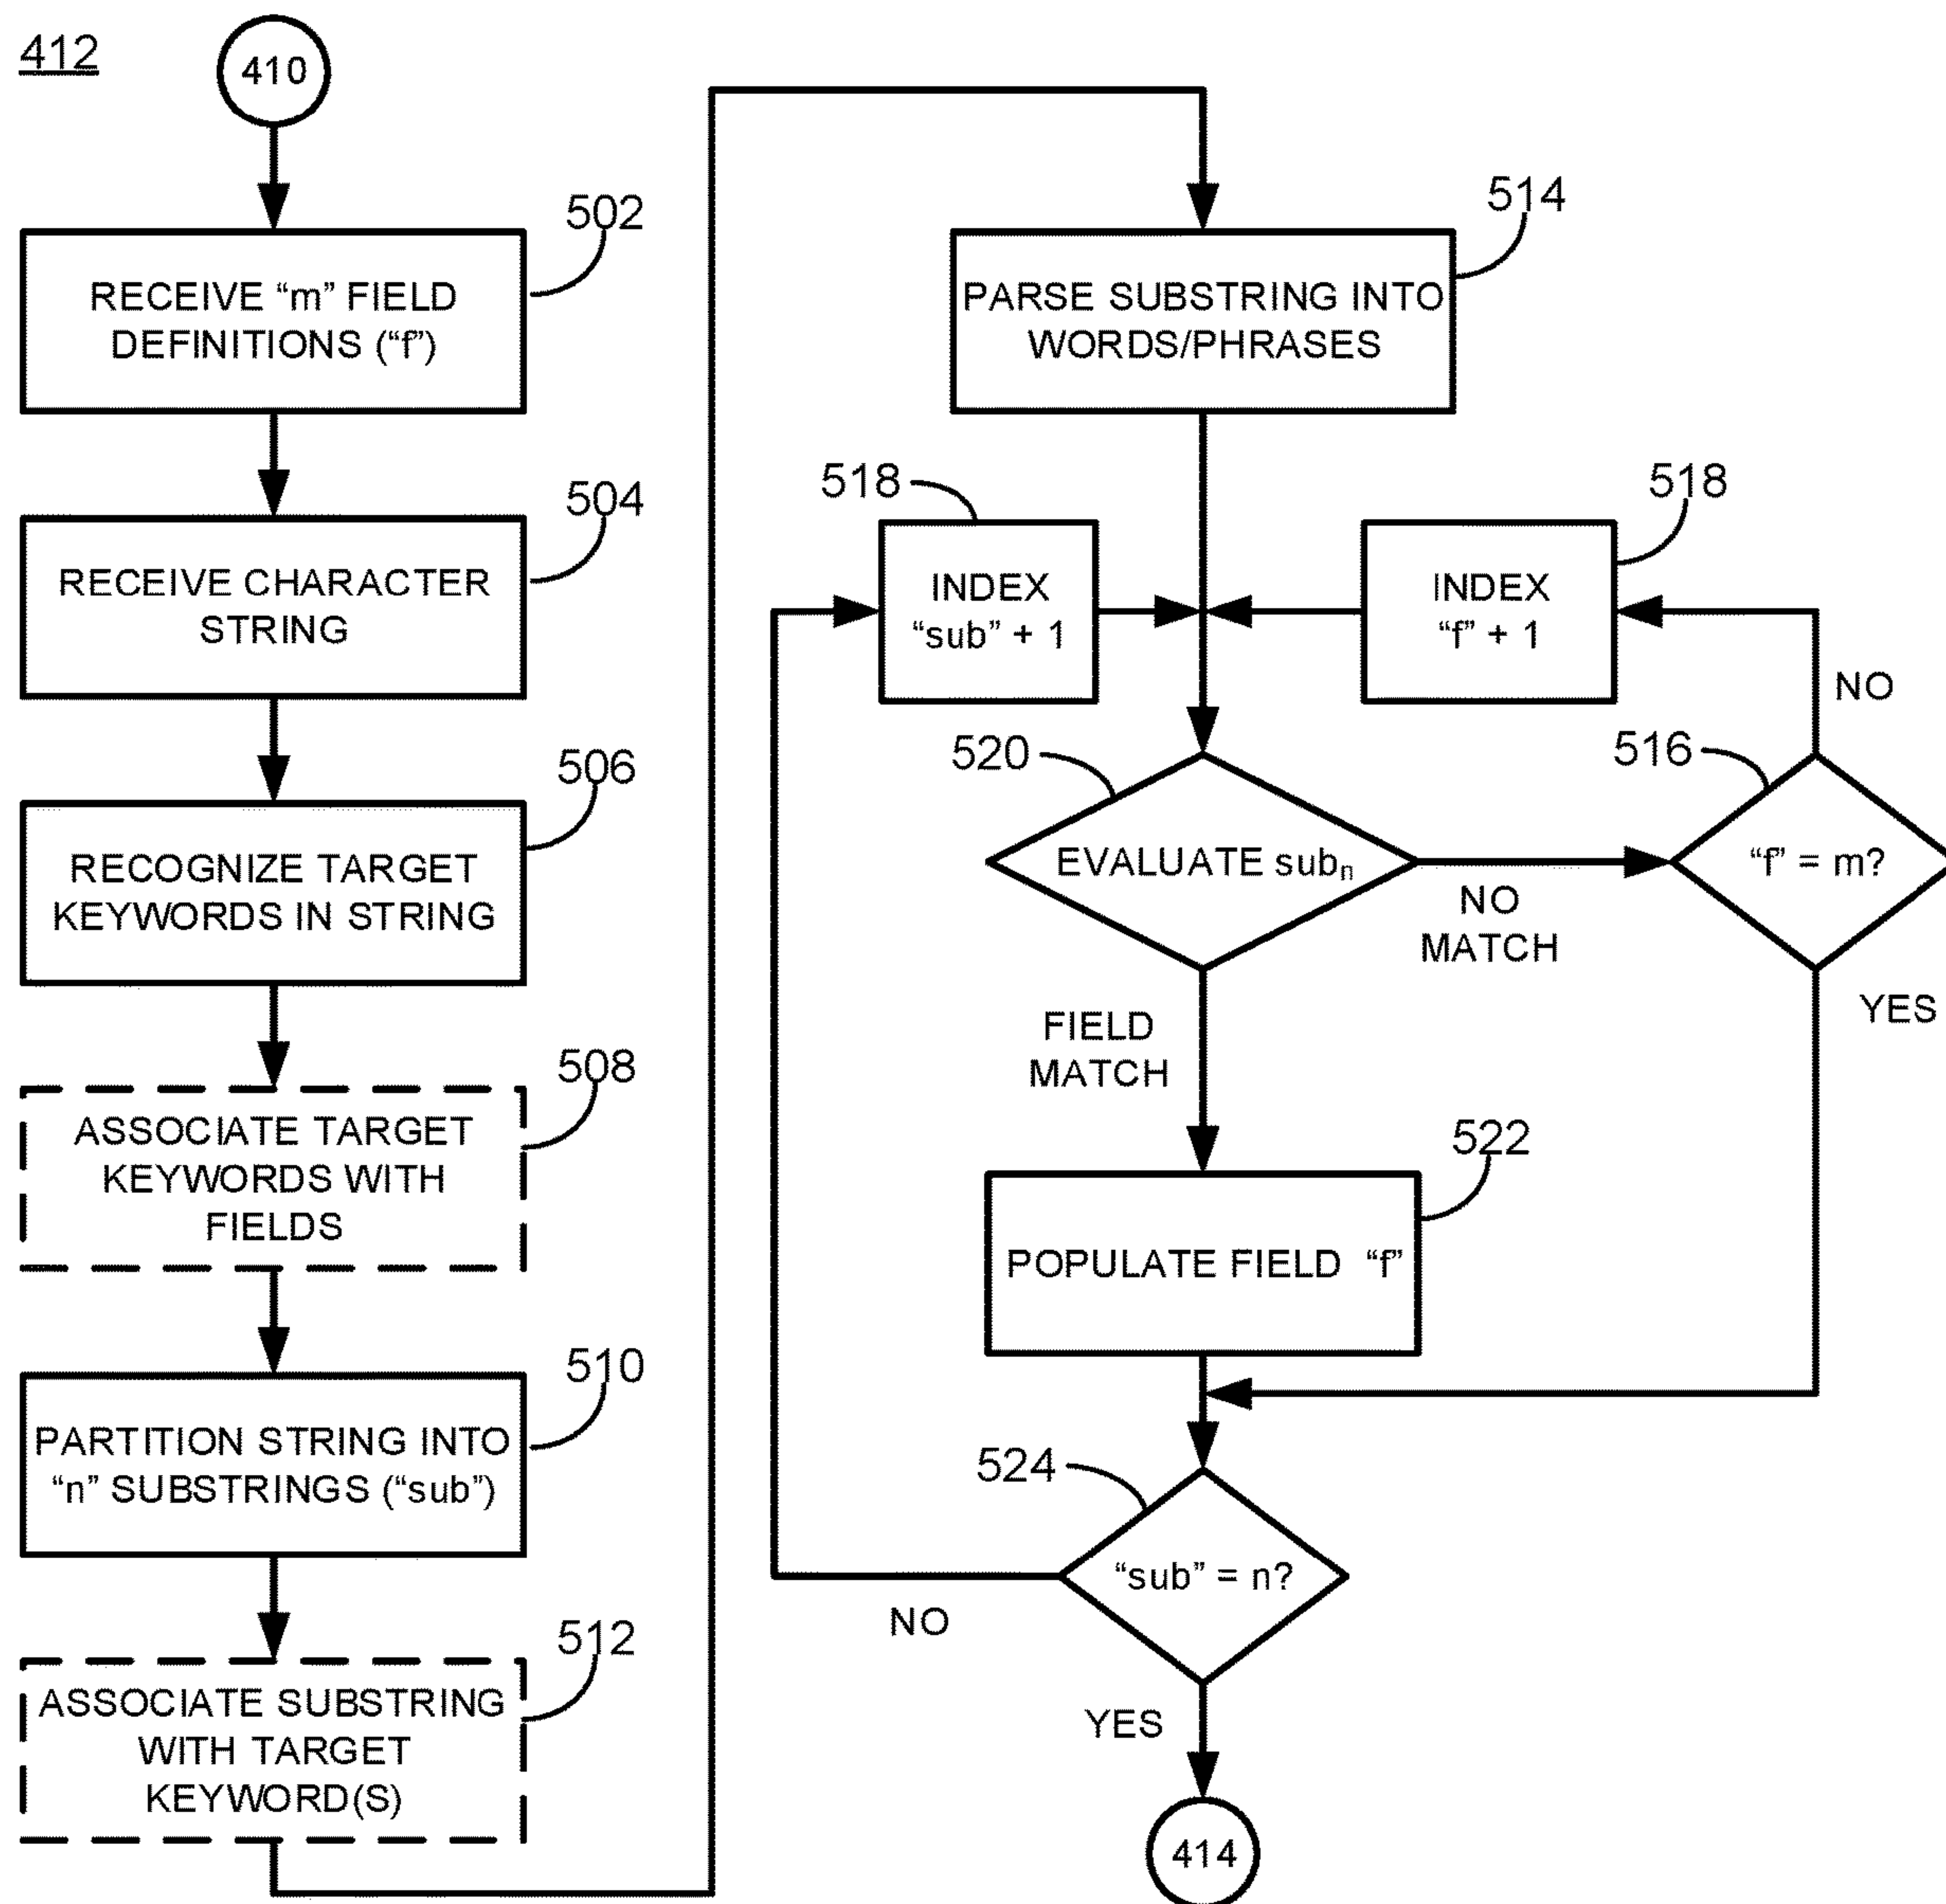 412
410
502
RECEIVE “m” FIELD
DEFINITIONS (“f”)
504
RECEIVE CHARACTER
STRING
506
RECOGNIZE TARGET
KEYWORDS IN STRING
508
ASSOCIATE TARGET
KEYWORDS WITH
FIELDS
510
PARTITION STRING INTO
“n” SUBSTRINGS (“sub”)
512
ASSOCIATE SUBSTRING
WITH TARGET
KEYWORD(S)
514
PARSE SUBSTRING INTO
WORDS/PHRASES
518
INDEX
“sub” + 1
518
INDEX
“f” + 1
NO
520
EVALUATE subₙ
NO
MATCH
516
“f” = m?
YES
FIELD
MATCH
522
POPULATE FIELD “f”
524
“sub” = n?
NO
YES
414